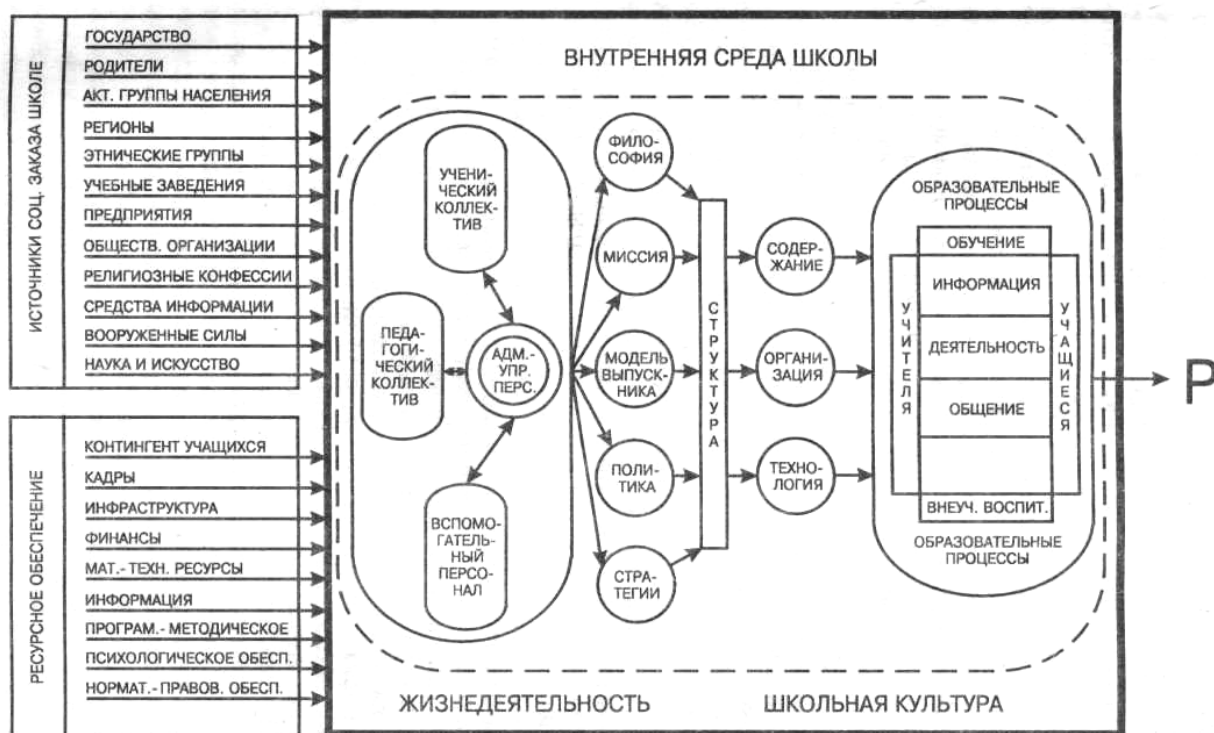 ИСТОЧНИКИ СОЦ. ЗАКАЗА ШКОЛЕ
ГОСУДАРСТВО
РОДИТЕЛИ
АКТ. ГРУППЫ НАСЕЛЕНИЯ
РЕГИОНЫ
ЭТНИЧЕСКИЕ ГРУППЫ
УЧЕБНЫЕ ЗАВЕДЕНИЯ
ПРЕДПРИЯТИЯ
ОБЩЕСТВ. ОРГАНИЗАЦИИ
РЕЛИГИОЗНЫЕ КОНФЕССИИ
СРЕДСТВА ИНФОРМАЦИИ
ВООРУЖЕННЫЕ СИЛЫ
НАУКА И ИСКУССТВО
РЕСУРСНОЕ ОБЕСПЕЧЕНИЕ
КОНТИНГЕНТ УЧАЩИХСЯ
КАДРЫ
ИНФРАСТРУКТУРА
ФИНАНСЫ
МАТ.-ТЕХН. РЕСУРСЫ
ИНФОРМАЦИЯ
ПРОГРАМ.- МЕТОДИЧЕСКОЕ
ПСИХОЛОГИЧЕСКОЕ ОБЕСП.
НОРМАТ.- ПРАВОВ. ОБЕСП.
ВНУТРЕННЯЯ СРЕДА ШКОЛЫ
УЧЕНИ-
ЧЕСКИЙ
КОЛЛЕК-
ТИВ
ПЕДА-
ГОГИ-
ЧЕСКИЙ
КОЛЛЕК-
ТИВ
АДМ.-
УПР.
ПЕРС.
ВСПОМО-
ГАТЕЛЬ-
НЫЙ
ПЕРСО-
НАЛ
ФИЛО-
СОФИЯ
МИССИЯ
МОДЕЛЬ
ВЫПУСК-
НИКА
ПОЛИ-
ТИКА
СТРА-
ТЕГИИ
СТРУКТУРА
СОДЕР-
ЖАНИЕ
ОРГАНИ-
ЗАЦИЯ
ТЕХНО-
ЛОГИЯ
ОБРАЗОВАТЕЛЬНЫЕ
ПРОЦЕССЫ
ОБУЧЕНИЕ
УЧИТЕЛЯ
ИНФОРМАЦИЯ
ДЕЯТЕЛЬНОСТЬ
ОБЩЕНИЕ
УЧАЩИЕСЯ
ВНЕУЧ. ВОСПИТ.
ОБРАЗОВАТЕЛЬНЫЕ
ПРОЦЕССЫ
Р
ЖИЗНЕДЕЯТЕЛЬНОСТЬ
ШКОЛЬНАЯ КУЛЬТУРА